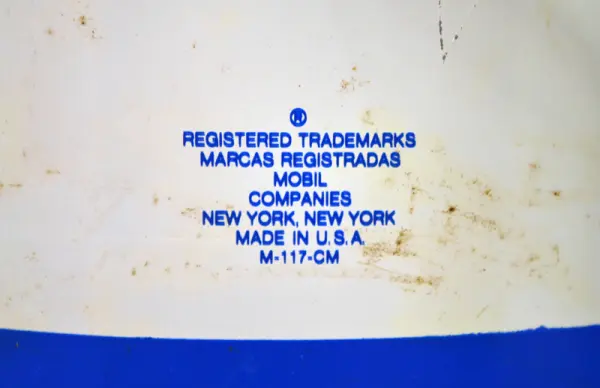 ®
REGISTERED TRADEMARKS
MARCAS REGISTRADAS
MOBIL
COMPANIES
NEW YORK, NEW YORK
MADE IN U.S.A.
M-117-CM